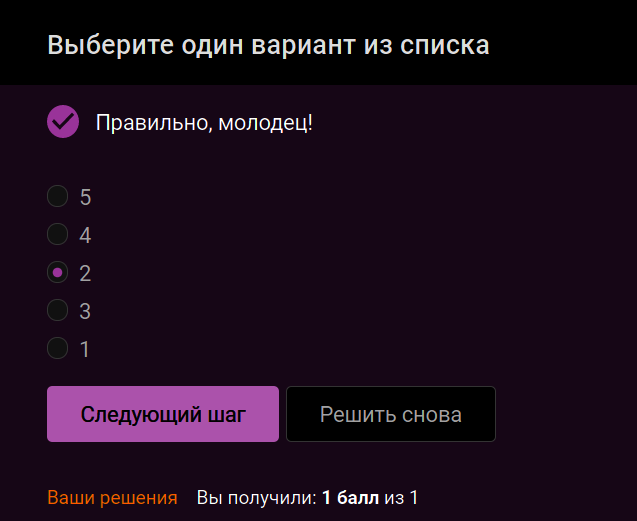 Выберите один вариант из списка
Правильно, молодец!
5
4
2
3
1
Следующий шаг Решить снова
Ваши решения Вы получили: 1 балл из 1